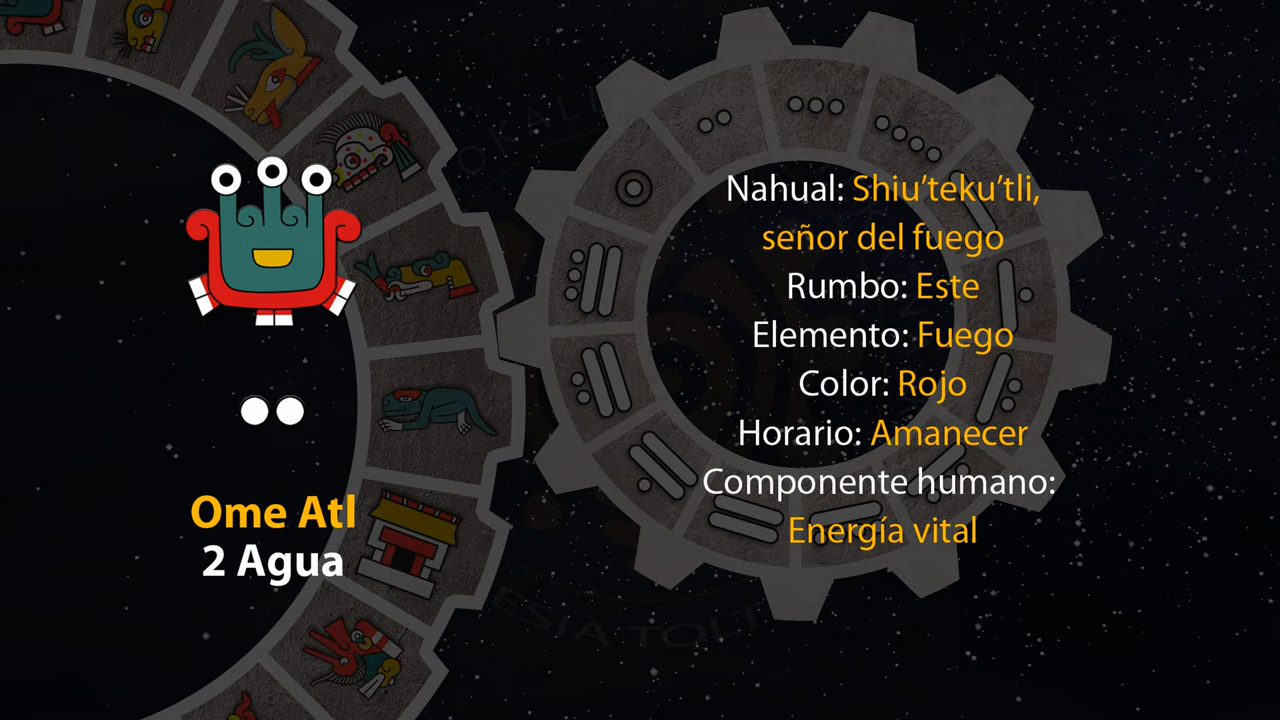 Ome Atl
2 Agua
Nahual: Shiu’teku’tli,
señor del fuego
Rumbo: Este
Elemento: Fuego
Color: Rojo
Horario: Amanecer
Componente humano:
Energía vital